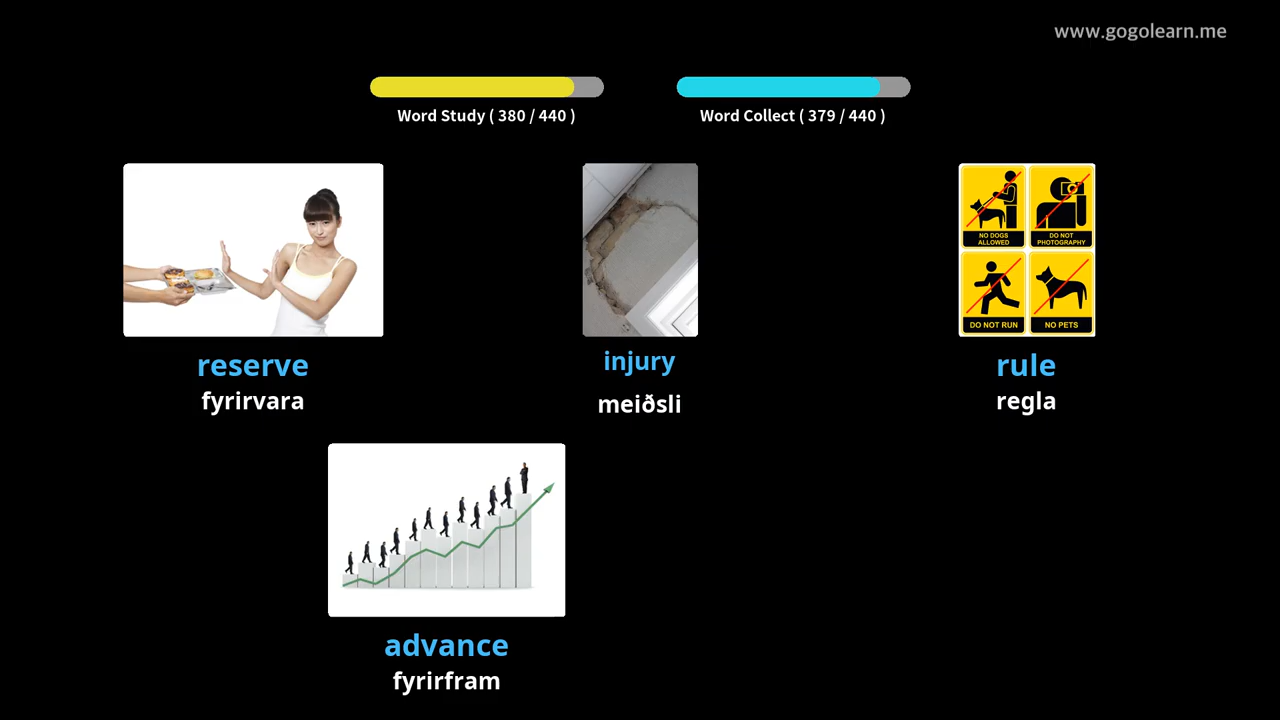 www.gogolearn.me
Word Study ( 380 / 440 )
Word Collect ( 379 / 440 )
NO DOGS
ALLOWED
DO NOT
PHOTOGRAPHY
DO NOT RUN
NO PETS
reserve
fyrirvara
injury
meiðsli
rule
regla
advance
fyrirfram